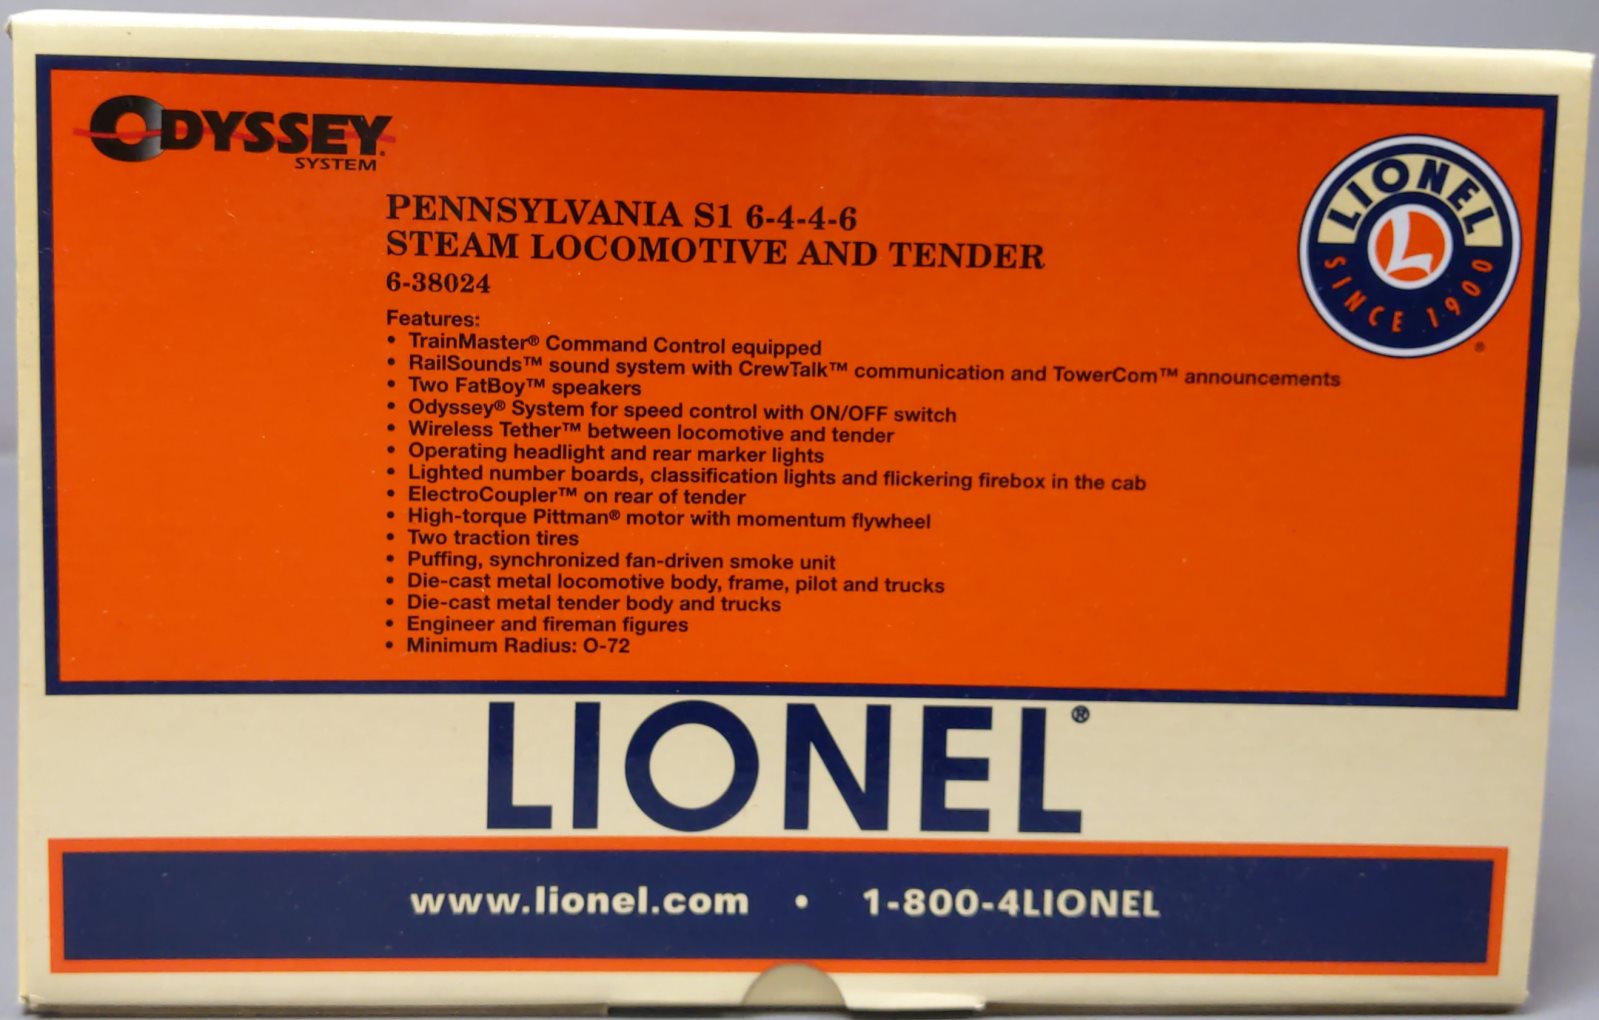 ODYSSEY
SYSTEM®
LIONEL
L
SINCE 1900
®
PENNSYLVANIA S1 6-4-4-6
STEAM LOCOMOTIVE AND TENDER
6-38024
Features:
• TrainMaster® Command Control equipped
• RailSounds™ sound system with CrewTalk™ communication and TowerCom™ announcements
• Two FatBoy™ speakers
• Odyssey® System for speed control with ON/OFF switch
• Wireless Tether™ between locomotive and tender
• Operating headlight and rear marker lights
• Lighted number boards, classification lights and flickering firebox in the cab
• ElectroCoupler™ on rear of tender
• High-torque Pittman® motor with momentum flywheel
• Two traction tires
• Puffing, synchronized fan-driven smoke unit
• Die-cast metal locomotive body, frame, pilot and trucks
• Die-cast metal tender body and trucks
• Engineer and fireman figures
• Minimum Radius: O-72
LIONEL®
www.lionel.com • 1-800-4LIONEL